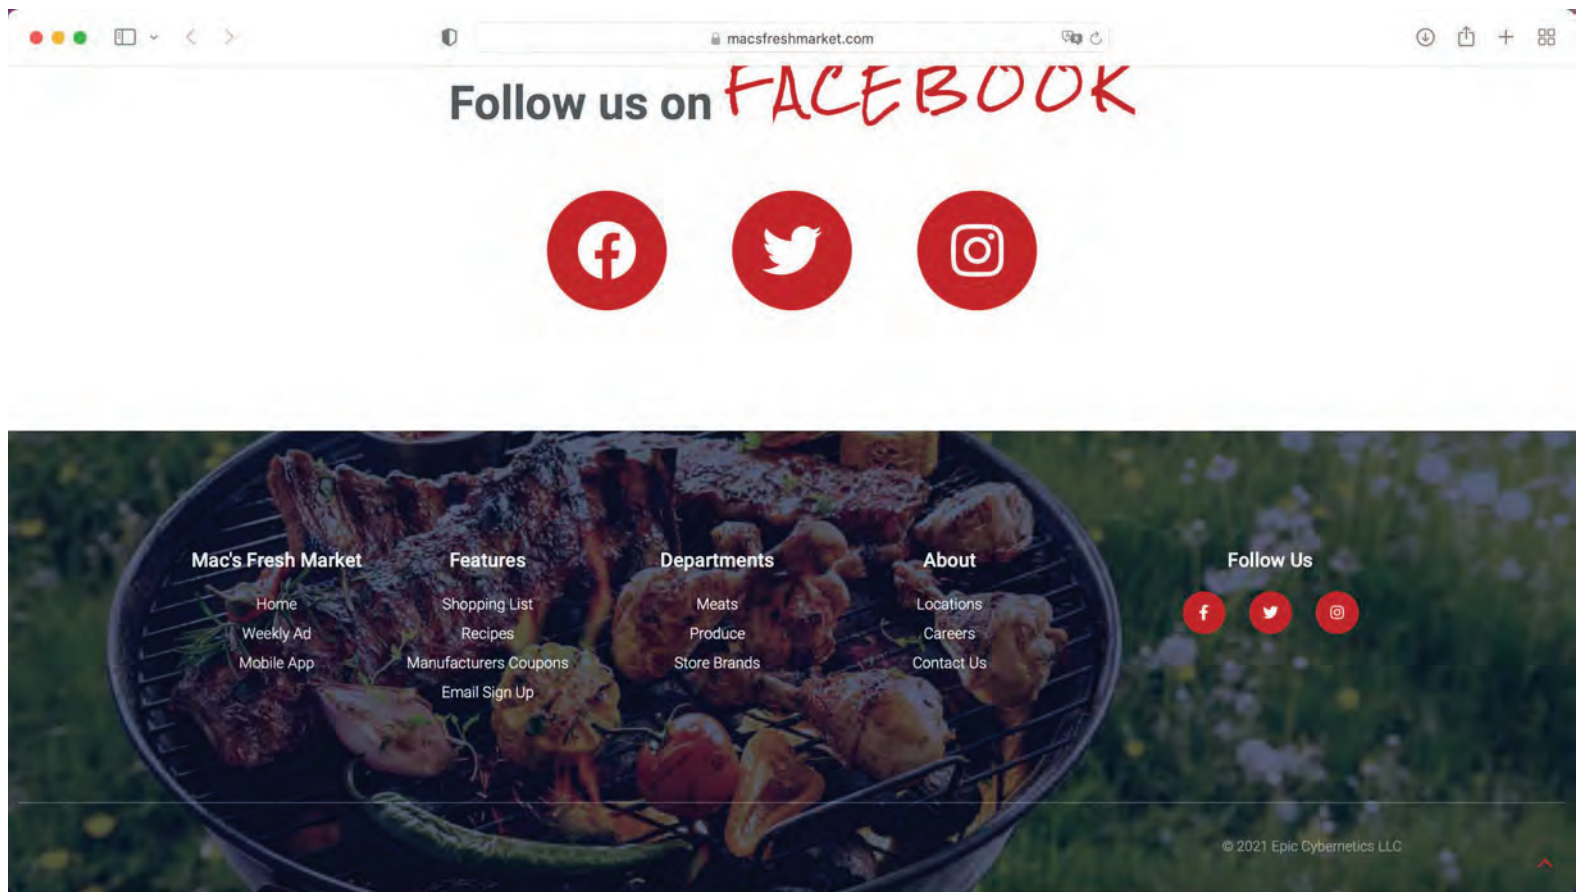 macsfreshmarket.com
Follow us on FACEBOOK
Mac's Fresh Market
Home
Weekly Ad
Mobile App
Features
Shopping List
Recipes
Manufacturers Coupons
Email Sign Up
Departments
Meats
Produce
Store Brands
About
Locations
Careers
Contact Us
Follow Us
© 2021 Epic Cybernetics LLC